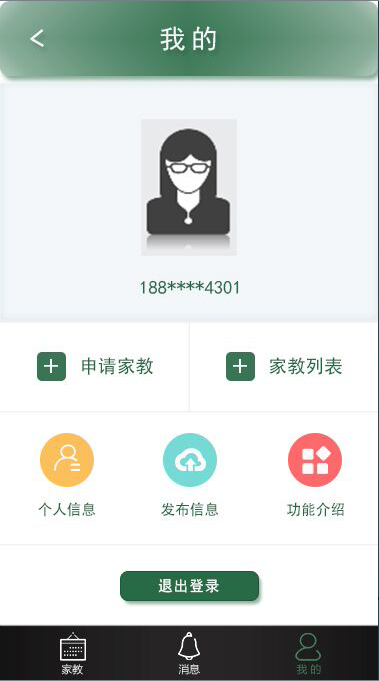 我的
188****4301
申请家教
家教列表
个人信息
发布信息
功能介绍
退出登录
家教
消息
我的